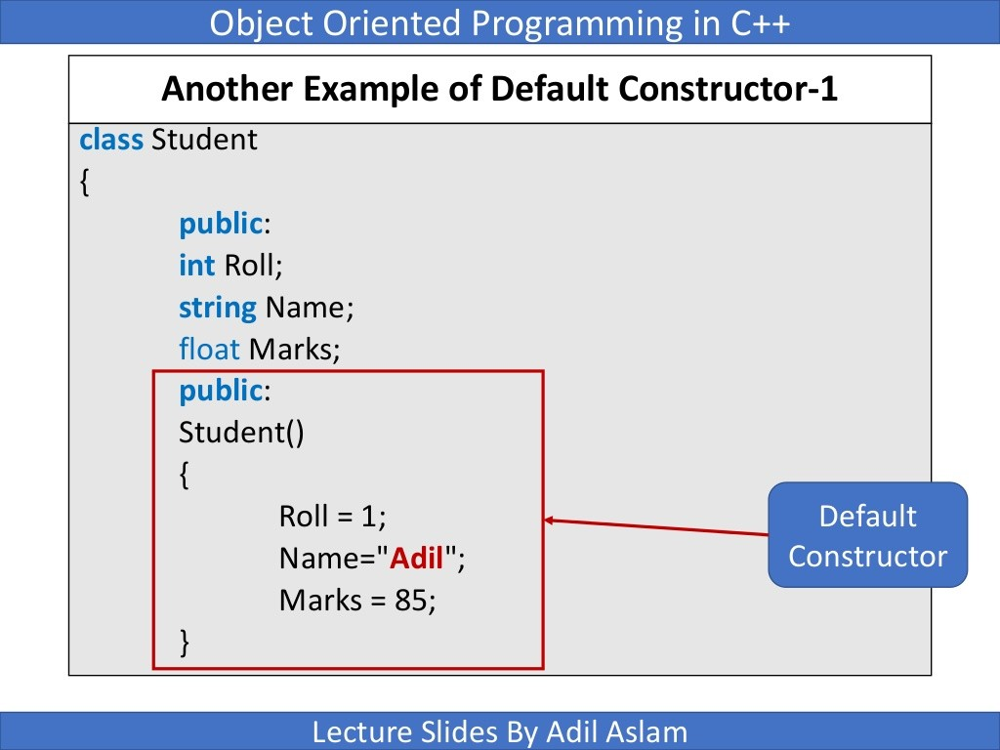 Object Oriented Programming in C++
Another Example of Default Constructor-1
class Student
{
public:
int Roll;
string Name;
float Marks;
public:
Student()
{
Roll = 1;
Name="Adil";
Marks = 85;
}
Default
Constructor
Lecture Slides By Adil Aslam